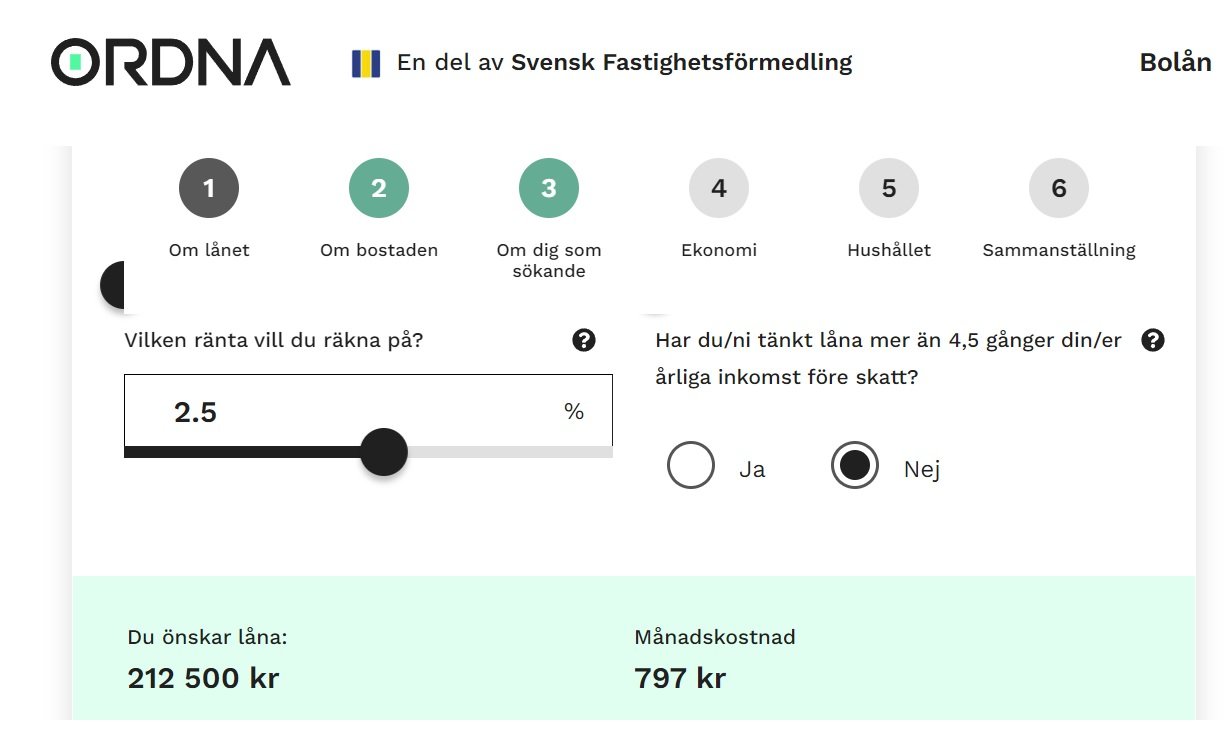 ORDNA En del av Svensk Fastighetsförmedling Bolån
1 2 3 4 5 6
Om lånet Om bostaden Om dig som Ekonomi Hushållet Sammanställning
sökande
Vilken ränta vill du räkna på? ?
Har du/ni tänkt låna mer än 4,5 gånger din/er ?
årliga inkomst före skatt?
2.5 %
Ja Nej
Du önskar låna: Månadskostnad
212 500 kr 797 kr